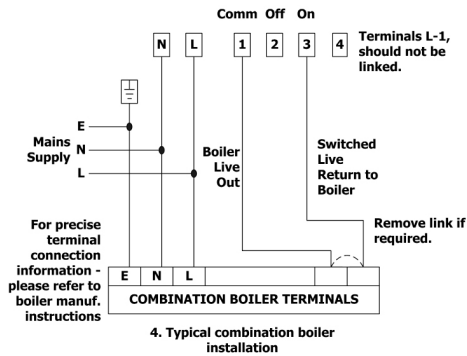 Comm Off On
N L 1 2 3 4
Terminals L-1,
should not be
linked.
E
Mains
Supply
N
L
Boiler
Live
Out
Switched
Live
Return to
Boiler
For precise
terminal
connection
information -
please refer to
boiler manuf.
instructions
Remove link if
required.
E N L
COMBINATION BOILER TERMINALS
4. Typical combination boiler
installation